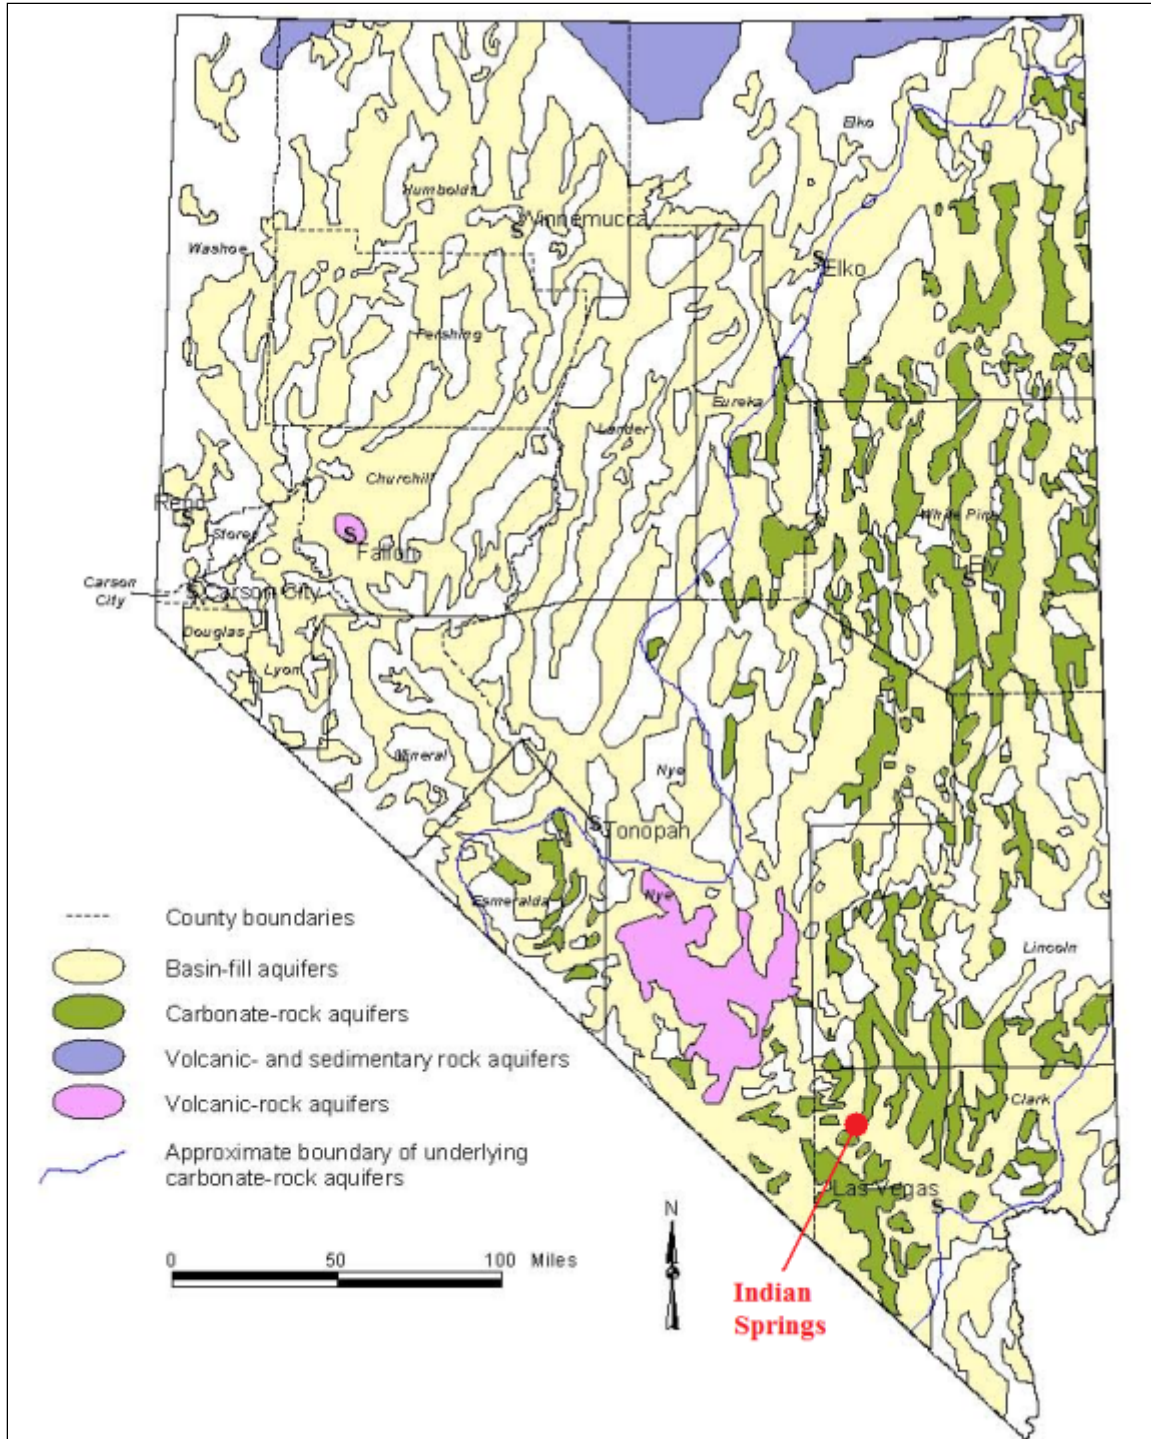 Elko
Humboldt
Winnemucca
S
Washoe
S
Elko
Pershing
Eureka
Lander
Churchill
White Pine
Reno
S
Storey
S
Fallon
Ely
S
Carson
City
S
Carson City
Douglas
Lyon
Mineral
Nye
S
Tonopah
Nye
Esmeralda
Lincoln
County boundaries
Basin-fill aquifers
Carbonate-rock aquifers
Volcanic- and sedimentary rock aquifers
Volcanic-rock aquifers
Approximate boundary of underlying
carbonate-rock aquifers
Clark
Las Vegas
S
N
0 50 100 Miles
Indian
Springs